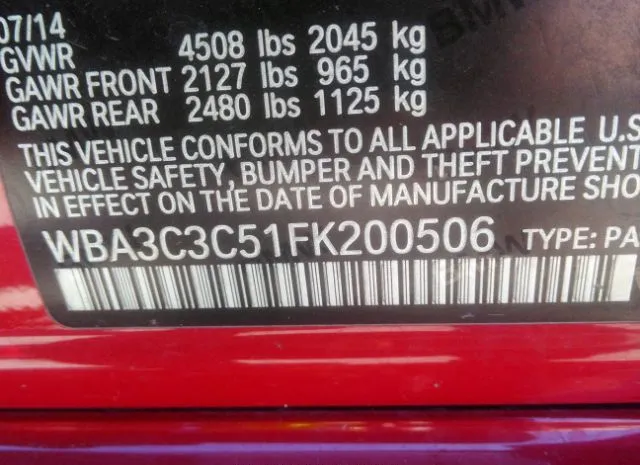 07/14
GVWR 4508 lbs 2045 kg
GAWR FRONT 2127 lbs 965 kg
GAWR REAR 2480 lbs 1125 kg
THIS VEHICLE CONFORMS TO ALL APPLICABLE U.S
VEHICLE SAFETY, BUMPER AND THEFT PREVENT
IN EFFECT ON THE DATE OF MANUFACTURE SHO
WBA3C3C51FK200506 TYPE: PA